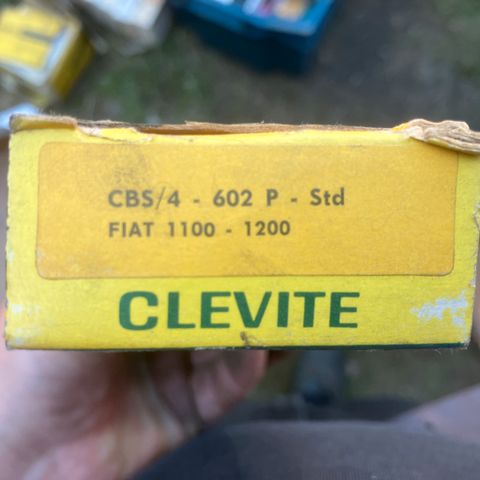 CBS/4 - 602 P - Std
FIAT 1100 - 1200
CLEVITE